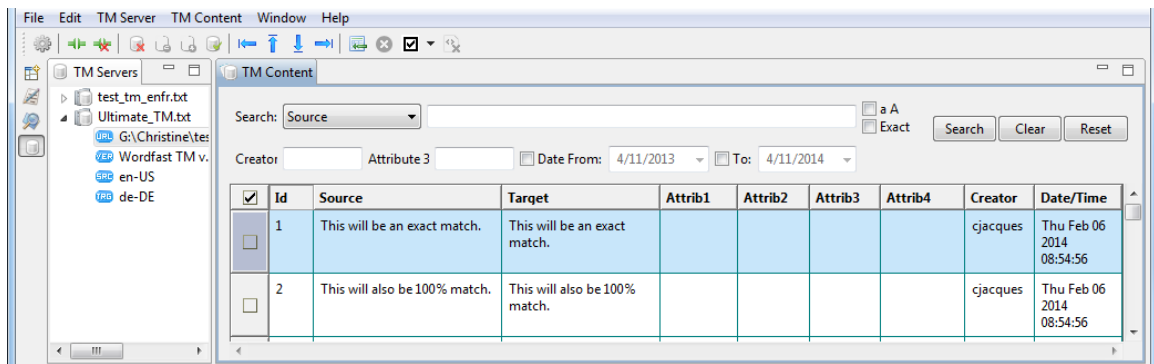 File Edit TM Server TM Content Window Help
TM Servers
test_tm_enfr.txt
Ultimate_TM.txt
URL G:\Christine\tes
VER Wordfast TM v.
SRC en-US
TRG de-DE
TM Content
Search: Source a A Exact Search Clear Reset
Creator Attribute 3 Date From: 4/11/2013 To: 4/11/2014
Id Source Target Attrib1 Attrib2 Attrib3 Attrib4 Creator Date/Time
1 This will be an exact match. This will be an exact cjacques Thu Feb 06
match. 2014
08:54:56
2 This will also be 100% match. This will also be 100% cjacques Thu Feb 06
match. 2014
08:54:56